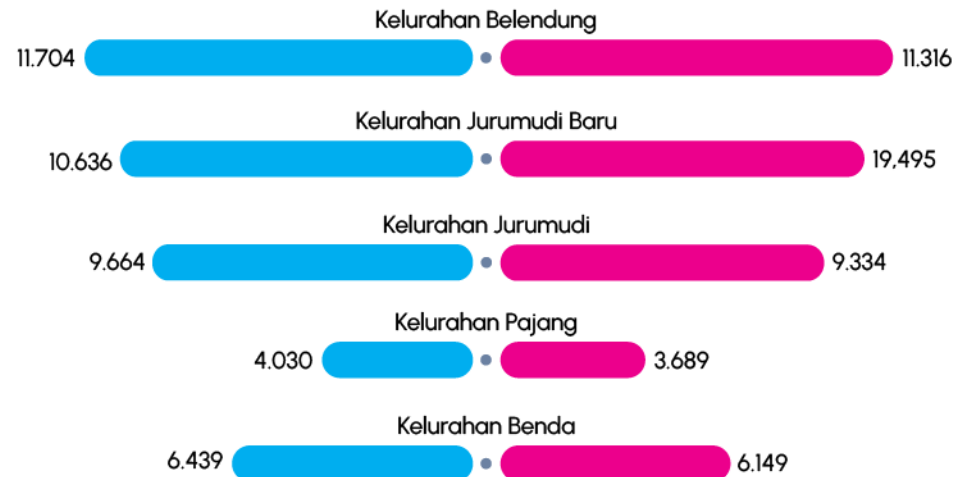 Kelurahan Belendung
11.704 11.316
Kelurahan Jurumudi Baru
10.636 19,495
Kelurahan Jurumudi
9.664 9.334
Kelurahan Pajang
4.030 3.689
Kelurahan Benda
6.439 6.149